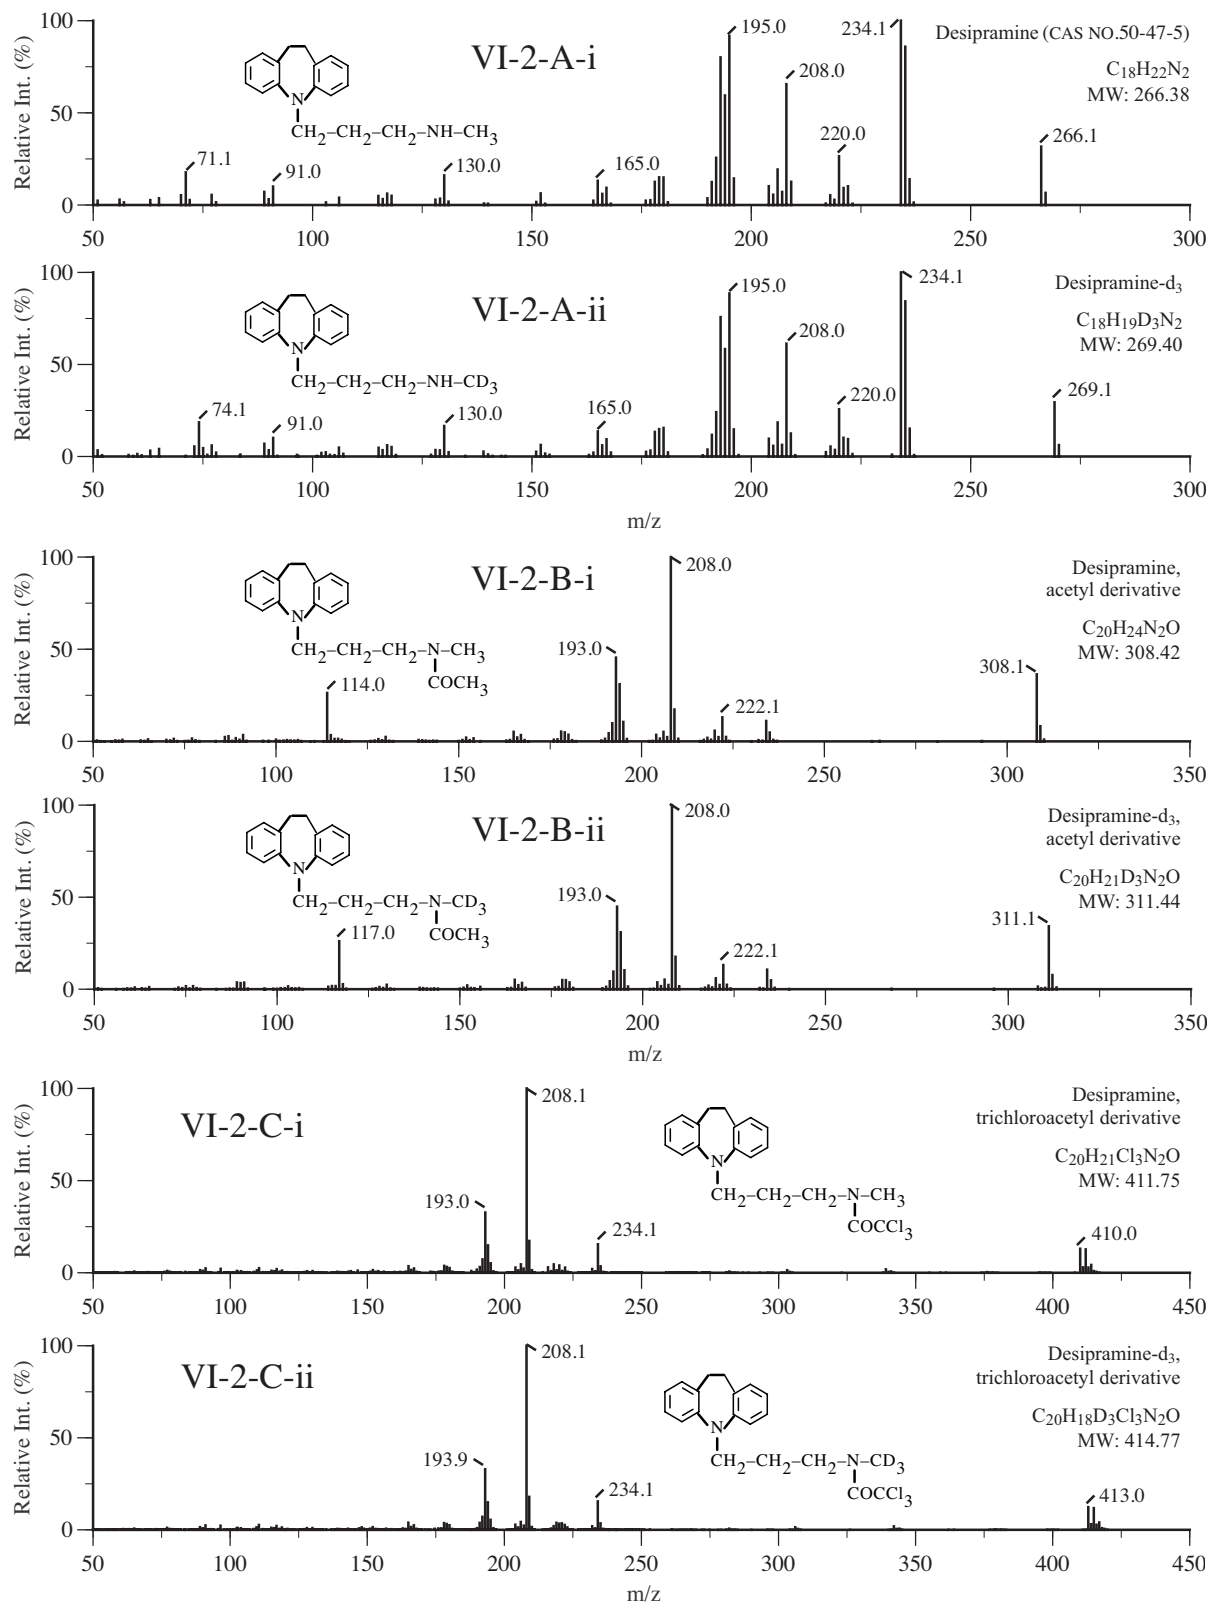 Relative Int. (%)
100
50
0
VI-2-A-i
N
CH2–CH2–CH2–NH–CH3
71.1
91.0
130.0
165.0
195.0
208.0
220.0
234.1
266.1
Desipramine (CAS NO.50-47-5)
C18H22N2
MW: 266.38
50 100 150 200 250 300
Relative Int. (%)
100
50
0
VI-2-A-ii
N
CH2–CH2–CH2–NH–CD3
74.1
91.0
130.0
165.0
195.0
208.0
220.0
234.1
269.1
Desipramine-d3
C18H19D3N2
MW: 269.40
50 100 150 200 250 300
m/z
Relative Int. (%)
100
50
0
VI-2-B-i
N
CH2–CH2–CH2–N–CH3
COCH3
114.0
193.0
208.0
222.1
308.1
Desipramine,
acetyl derivative
C20H24N2O
MW: 308.42
50 100 150 200 250 300 350
Relative Int. (%)
100
50
0
VI-2-B-ii
N
CH2–CH2–CH2–N–CD3
COCH3
117.0
193.0
208.0
222.1
311.1
Desipramine-d3,
acetyl derivative
C20H21D3N2O
MW: 311.44
50 100 150 200 250 300 350
m/z
Relative Int. (%)
100
50
0
VI-2-C-i
193.0
208.1
234.1
N
CH2–CH2–CH2–N–CH3
COCCl3
410.0
Desipramine,
trichloroacetyl derivative
C20H21Cl3N2O
MW: 411.75
50 100 150 200 250 300 350 400 450
Relative Int. (%)
100
50
0
VI-2-C-ii
193.9
208.1
234.1
N
CH2–CH2–CH2–N–CD3
COCCl3
413.0
Desipramine-d3,
trichloroacetyl derivative
C20H18D3Cl3N2O
MW: 414.77
50 100 150 200 250 300 350 400 450
m/z